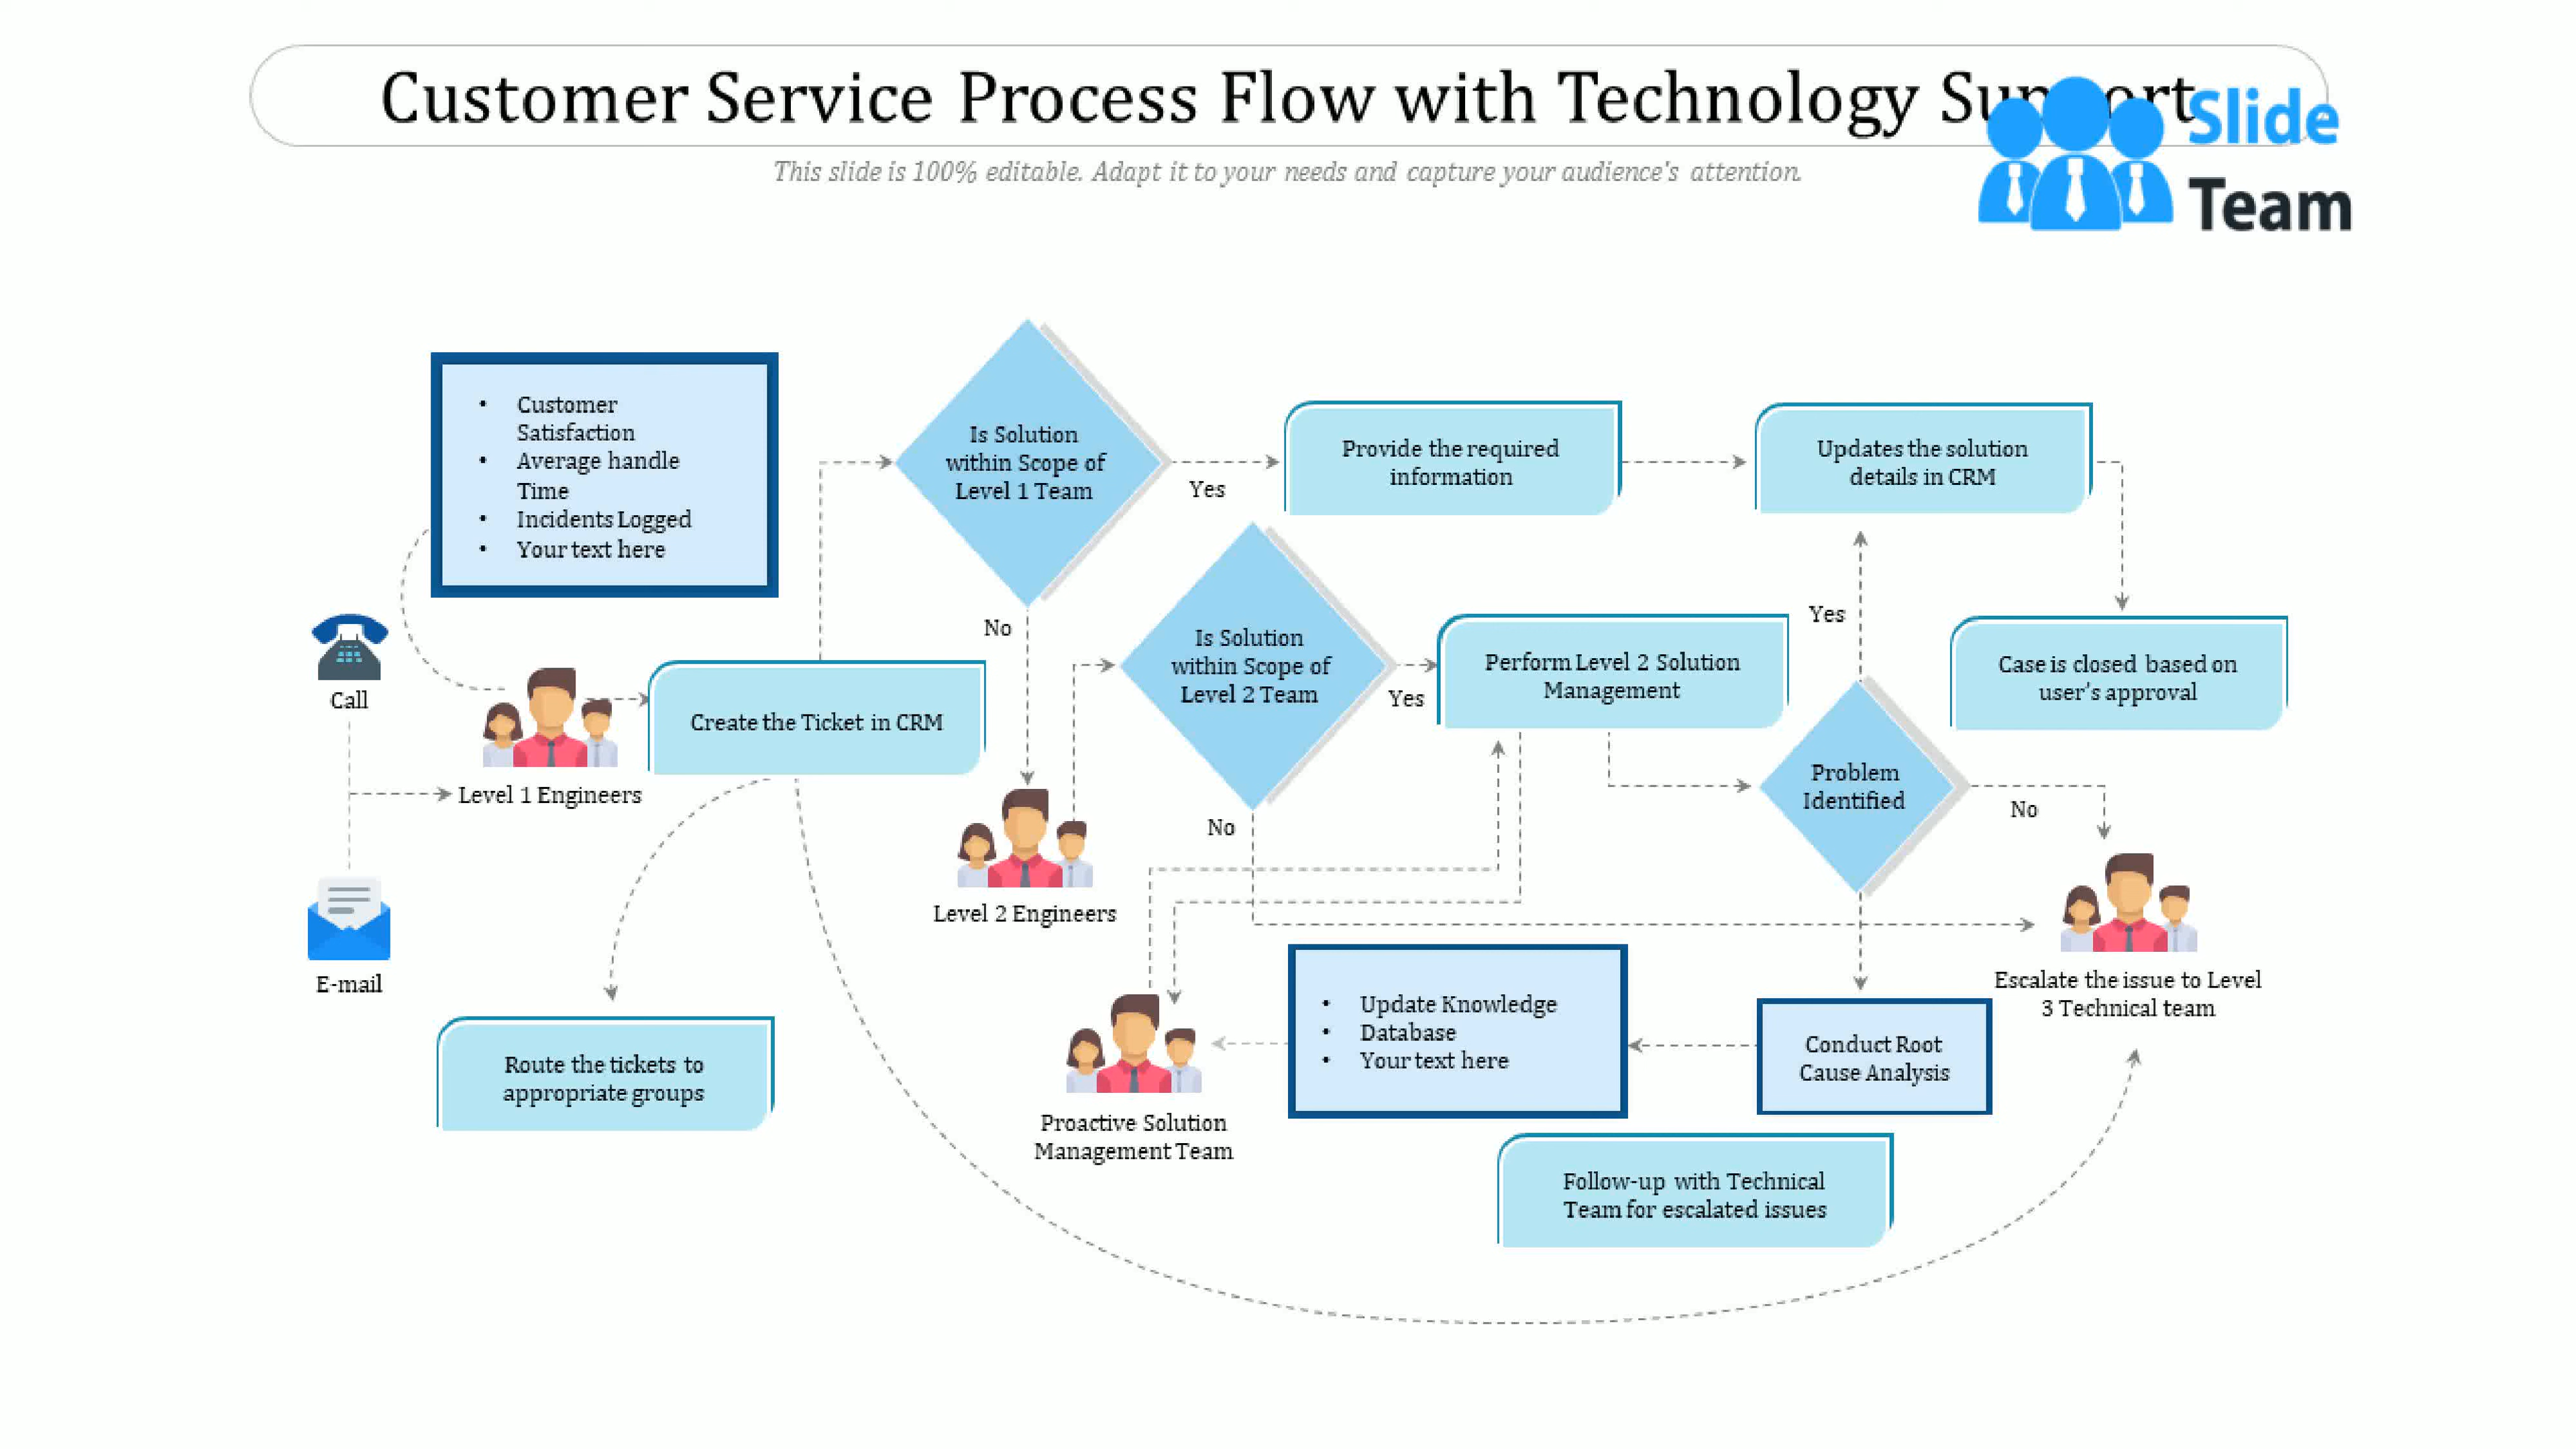 Customer Service Process Flow with Technology Support
Slide
Team
This slide is 100% editable. Adapt it to your needs and capture your audience's attention.
• Customer
Satisfaction
• Average handle
Time
• Incidents Logged
• Your text here
Call
Level 1 Engineers
E-mail
Create the Ticket in CRM
Route the tickets to
appropriate groups
Is Solution
within Scope of
Level 1 Team
Yes
No
Provide the required
information
Updates the solution
details in CRM
Level 2 Engineers
Is Solution
within Scope of
Level 2 Team
Yes
No
Perform Level 2 Solution
Management
Yes
Case is closed based on
user's approval
Problem
Identified
No
Escalate the issue to Level
3 Technical team
Proactive Solution
Management Team
• Update Knowledge
• Database
• Your text here
Conduct Root
Cause Analysis
Follow-up with Technical
Team for escalated issues